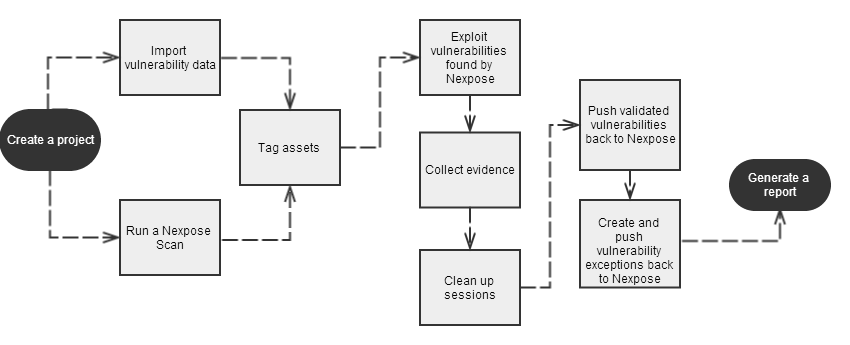 Create a project
Import
vulnerability data
Run a Nexpose
Scan
Tag assets
Exploit
vulnerabilities
found by
Nexpose
Collect evidence
Clean up
sessions
Push validated
vulnerabilities
back to Nexpose
Create and
push
vulnerability
exceptions back
to Nexpose
Generate a
report